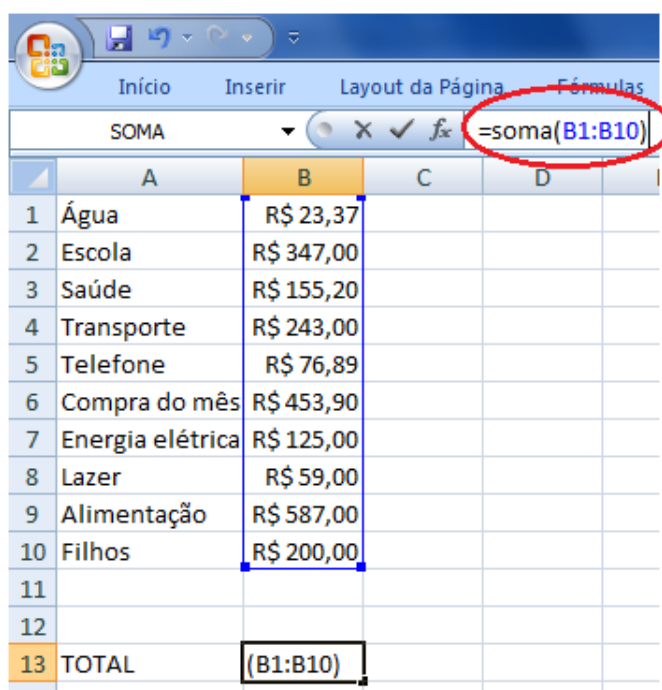 Início Inserir Layout da Página Fórmulas
SOMA fx =soma(B1:B10)
A B C D
1 Água R$ 23,37
2 Escola R$ 347,00
3 Saúde R$ 155,20
4 Transporte R$ 243,00
5 Telefone R$ 76,89
6 Compra do mês R$ 453,90
7 Energia elétrica R$ 125,00
8 Lazer R$ 59,00
9 Alimentação R$ 587,00
10 Filhos R$ 200,00
11
12
13 TOTAL (B1:B10)